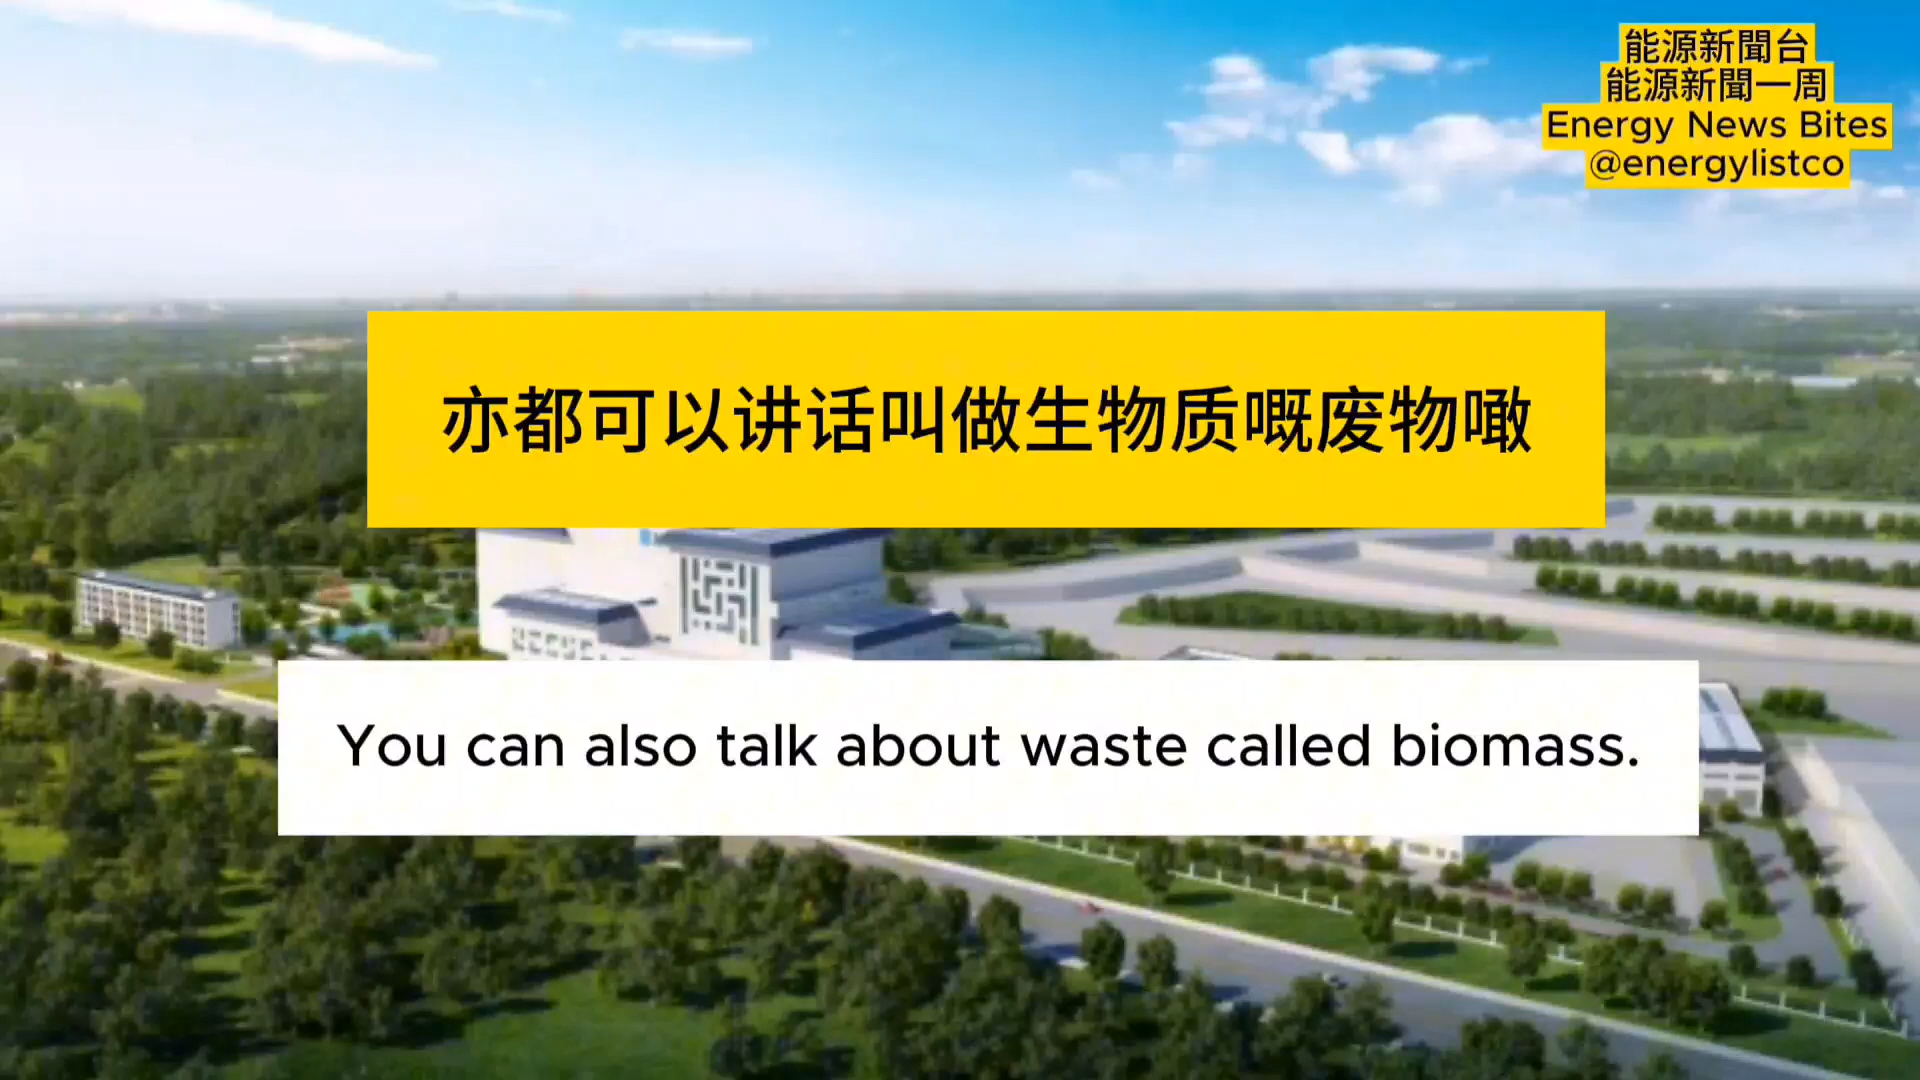 能源新聞台
能源新聞一周
Energy News Bites
@energylistco
亦都可以讲话叫做生物质嘅废物噉
You can also talk about waste called biomass.